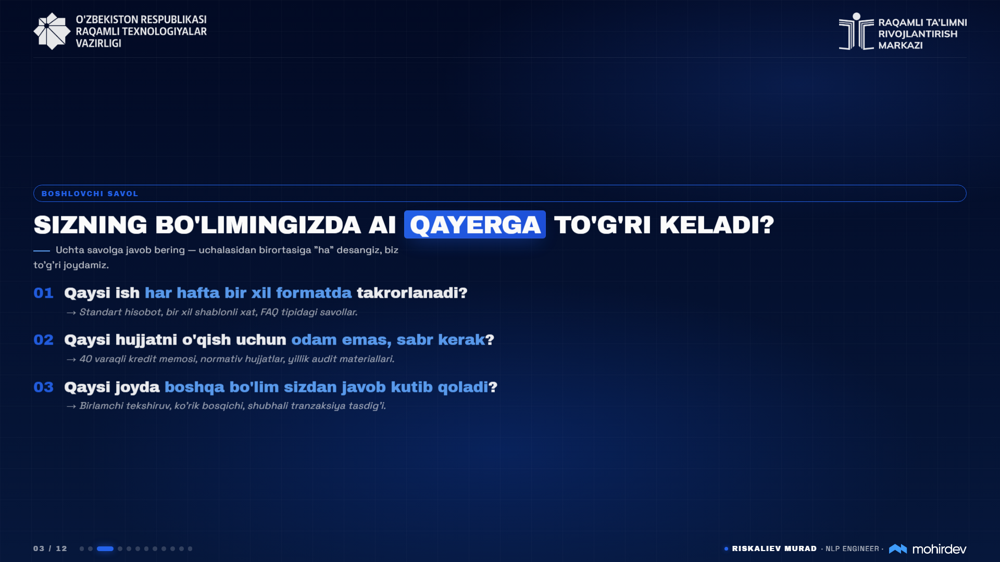 O'ZBEKISTON RESPUBLIKASI
RAQAMLI TEXNOLOGIYALAR
VAZIRLIGI
RAQAMLI TA'LIMNI
RIVOJLANTIRISH
MARKAZI
BOSHLOVCHI SAVOL
SIZNING BO'LIMINGIZDA AI QAYERGA TO'G'RI KELADI?
Uchta savolga javob bering — uchalasidan birortasiga "ha" desangiz, biz
to'g'ri joydamiz.
01 Qaysi ish har hafta bir xil formatda takrorlanadi?
→ Standart hisobot, bir xil shablonli xat, FAQ tipidagi savollar.
02 Qaysi hujjatni o'qish uchun odam emas, sabr kerak?
→ 40 varaqli kredit memosi, normativ hujjatlar, yillik audit materiallari.
03 Qaysi joyda boshqa bo'lim sizdan javob kutib qoladi?
→ Birlamchi tekshiruv, ko'rik bosqichi, shubhali tranzaksiya tasdig'i.
03 / 12
RISKALIEV MURAD · NLP ENGINEER · mohirdev